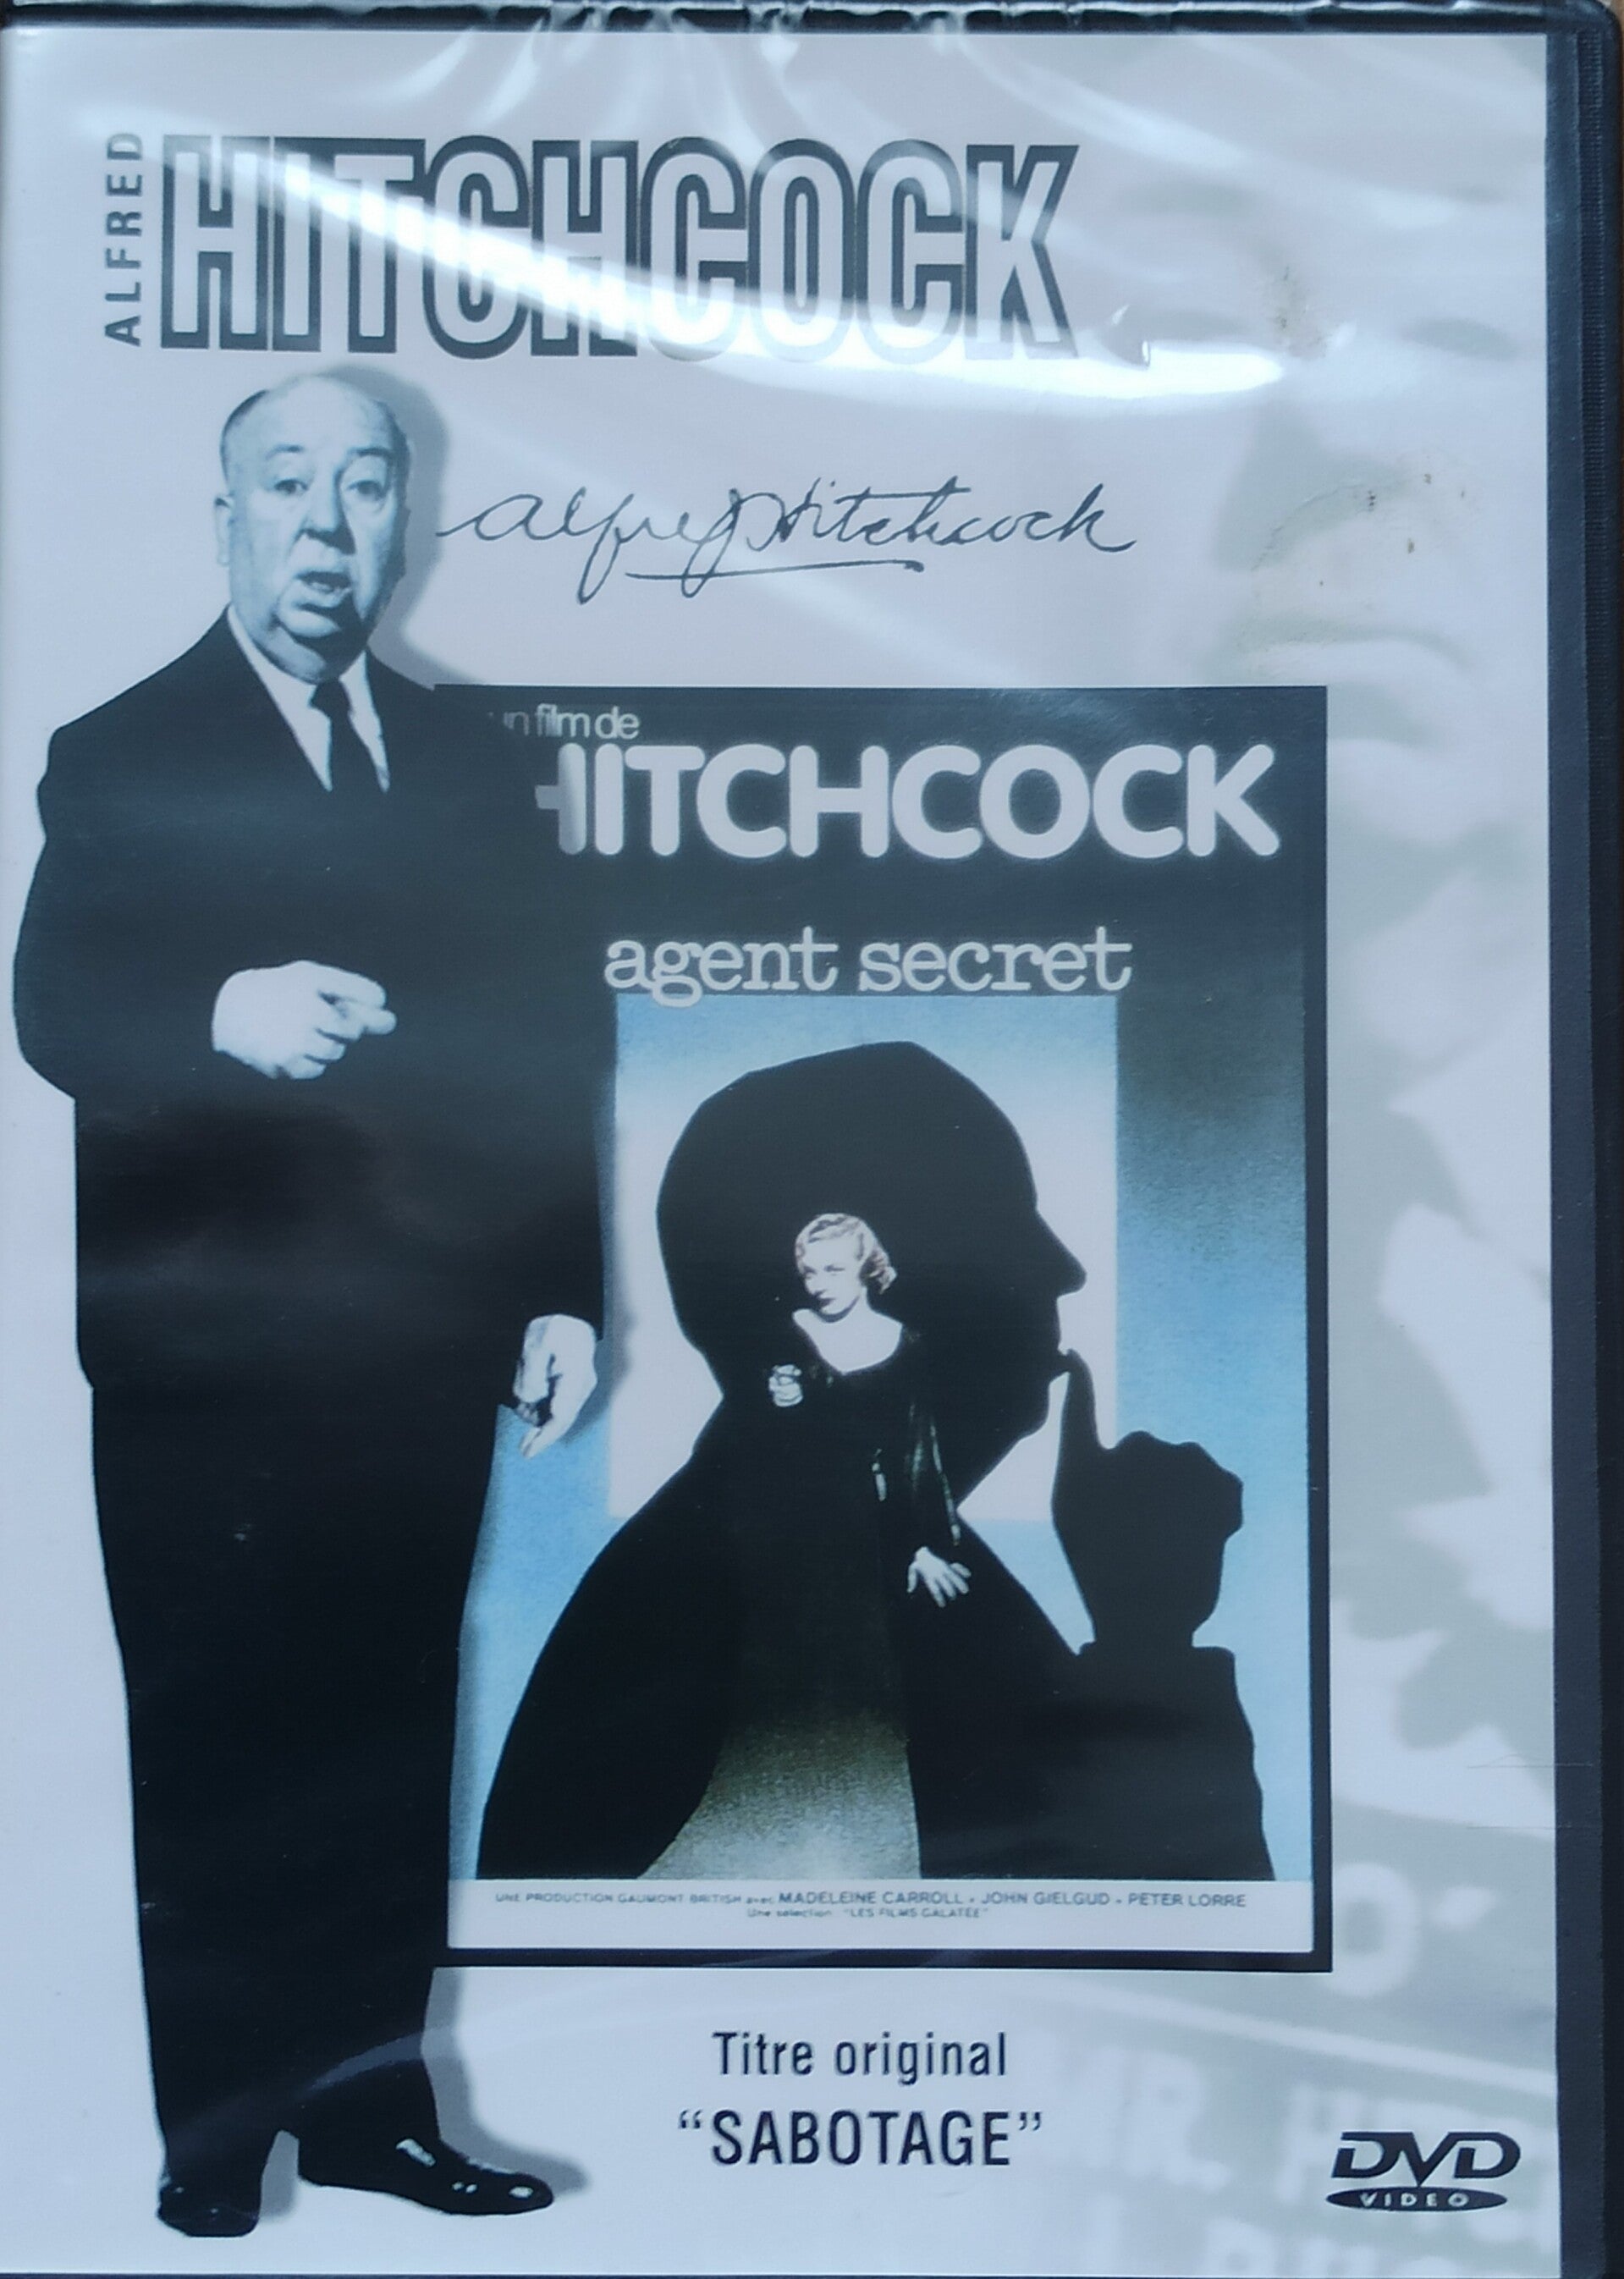 ALFRED
HITCHCOCK
alfred Hitchcock
un film de
HITCHCOCK
agent secret
UNE PRODUCTION GAUMONT BRITISH avec MADELEINE CARROLL - JOHN GIELGUD - PETER LORRE
Une sélection "LES FILMS GALATÉE"
Titre original
“SABOTAGE”
DVD
VIDEO